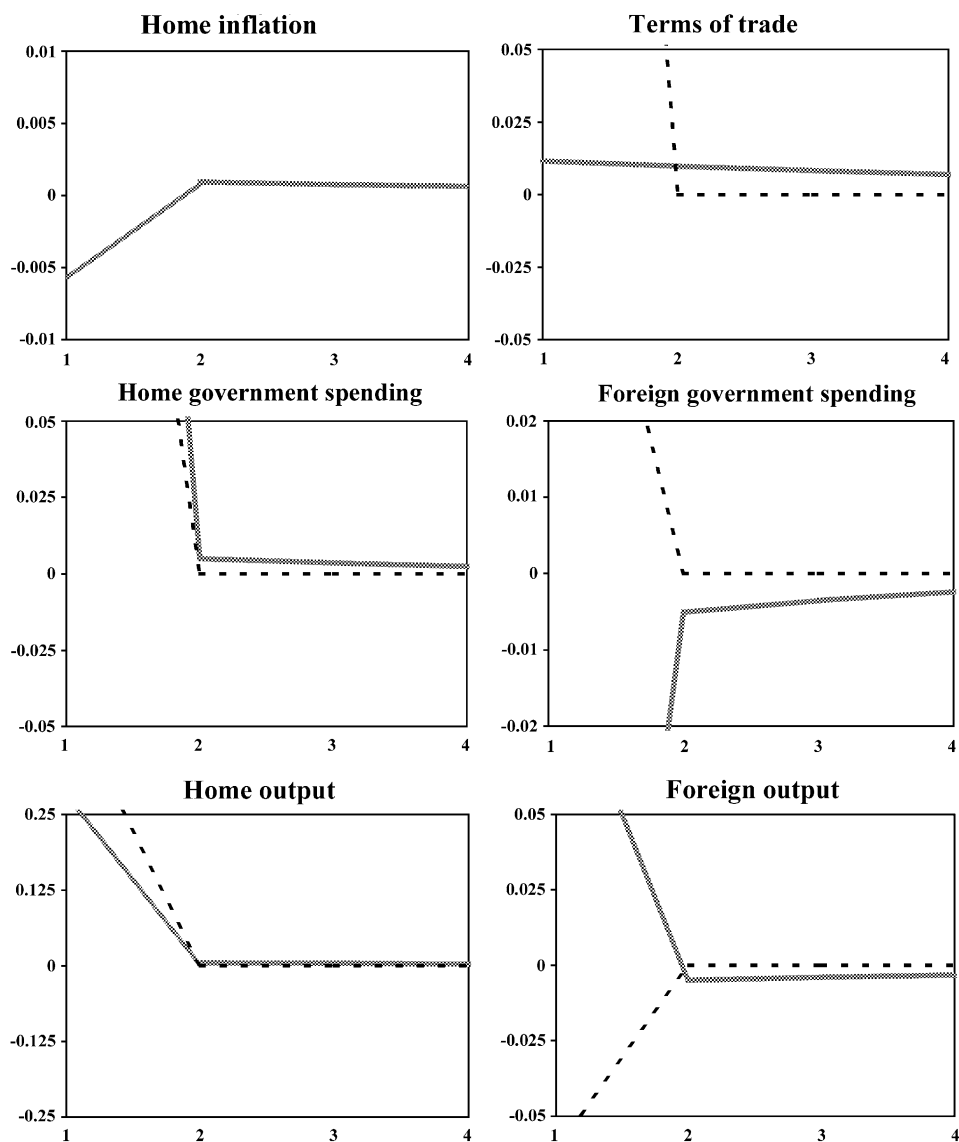 Home inflation
0.01
0.005
0
-0.005
-0.01
1 2 3 4
Terms of trade
0.05
0.025
0
-0.025
-0.05
1 2 3 4
Home government spending
0.05
0.025
0
-0.025
-0.05
1 2 3 4
Foreign government spending
0.02
0.01
0
-0.01
-0.02
1 2 3 4
Home output
0.25
0.125
0
-0.125
-0.25
1 2 3 4
Foreign output
0.05
0.025
0
-0.025
-0.05
1 2 3 4